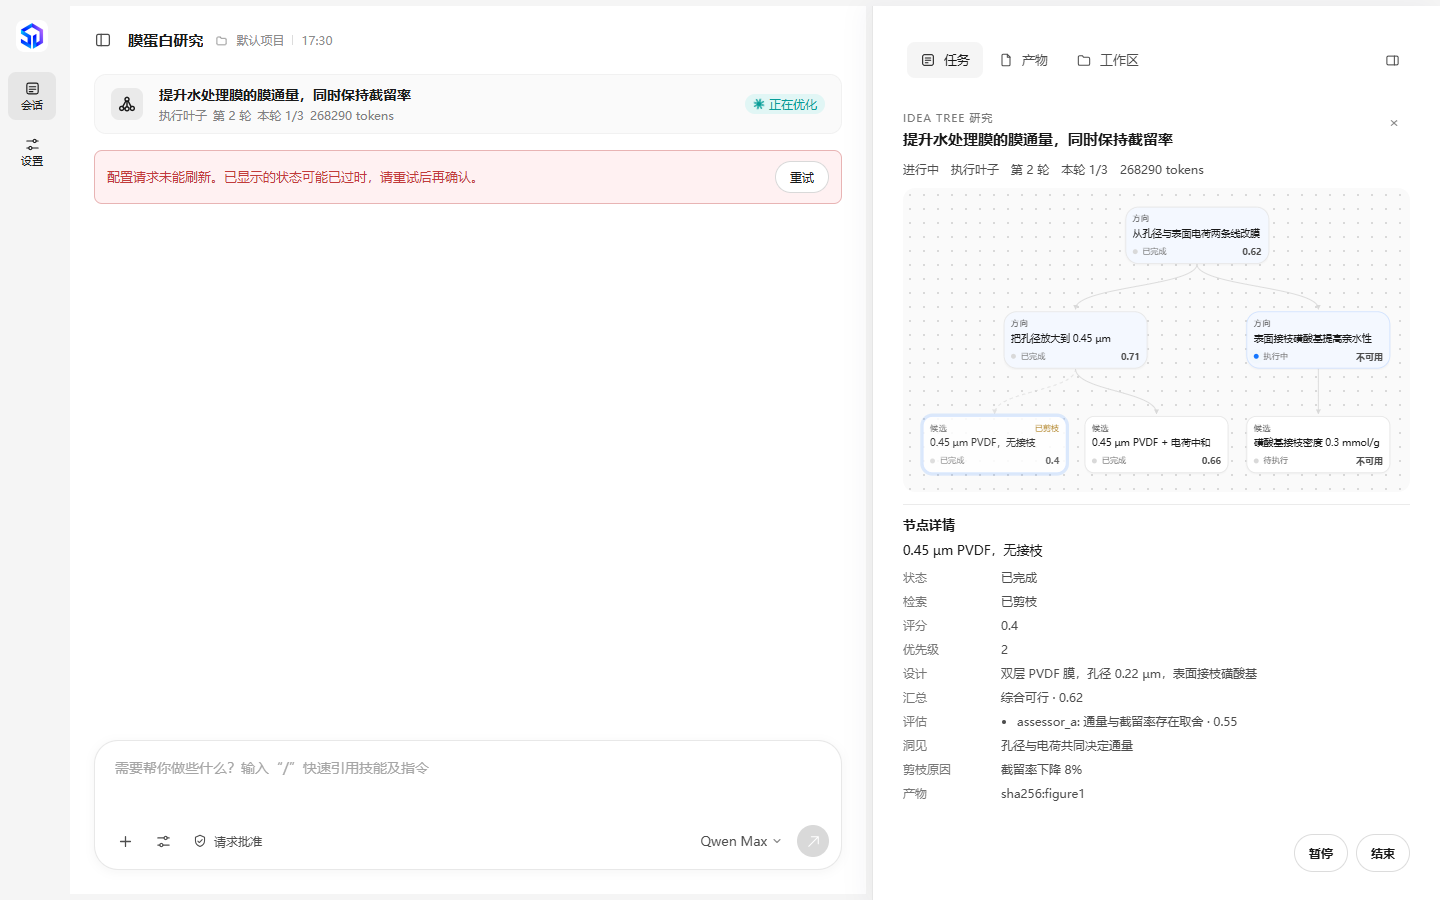 会话
设置
膜蛋白研究 默认项目 17:30
提升水处理膜的膜通量，同时保持截留率
执行叶子 第 2 轮 本轮 1/3 268290 tokens
正在优化
配置请求未能刷新。已显示的状态可能已过时，请重试后再确认。
重试
需要帮你做些什么？输入“/”快速引用技能及指令
请求批准
Qwen Max
任务 产物 工作区
IDEA TREE 研究
提升水处理膜的膜通量，同时保持截留率
进行中 执行叶子 第 2 轮 本轮 1/3 268290 tokens
方向
从孔径与表面电荷两条线改膜
已完成 0.62
方向
把孔径放大到 0.45 μm
已完成 0.71
方向
表面接枝磺酸基提高亲水性
执行中 不可用
候选 已剪枝
0.45 μm PVDF，无接枝
已完成 0.4
候选
0.45 μm PVDF + 电荷中和
已完成 0.66
候选
磺酸基接枝密度 0.3 mmol/g
待执行 不可用
节点详情
0.45 μm PVDF，无接枝
状态 已完成
检索 已剪枝
评分 0.4
优先级 2
设计 双层 PVDF 膜，孔径 0.22 μm，表面接枝磺酸基
汇总 综合可行 · 0.62
评估 • assessor_a: 通量与截留率存在取舍 · 0.55
洞见 孔径与电荷共同决定通量
剪枝原因 截留率下降 8%
产物 sha256:figure1
暂停 结束